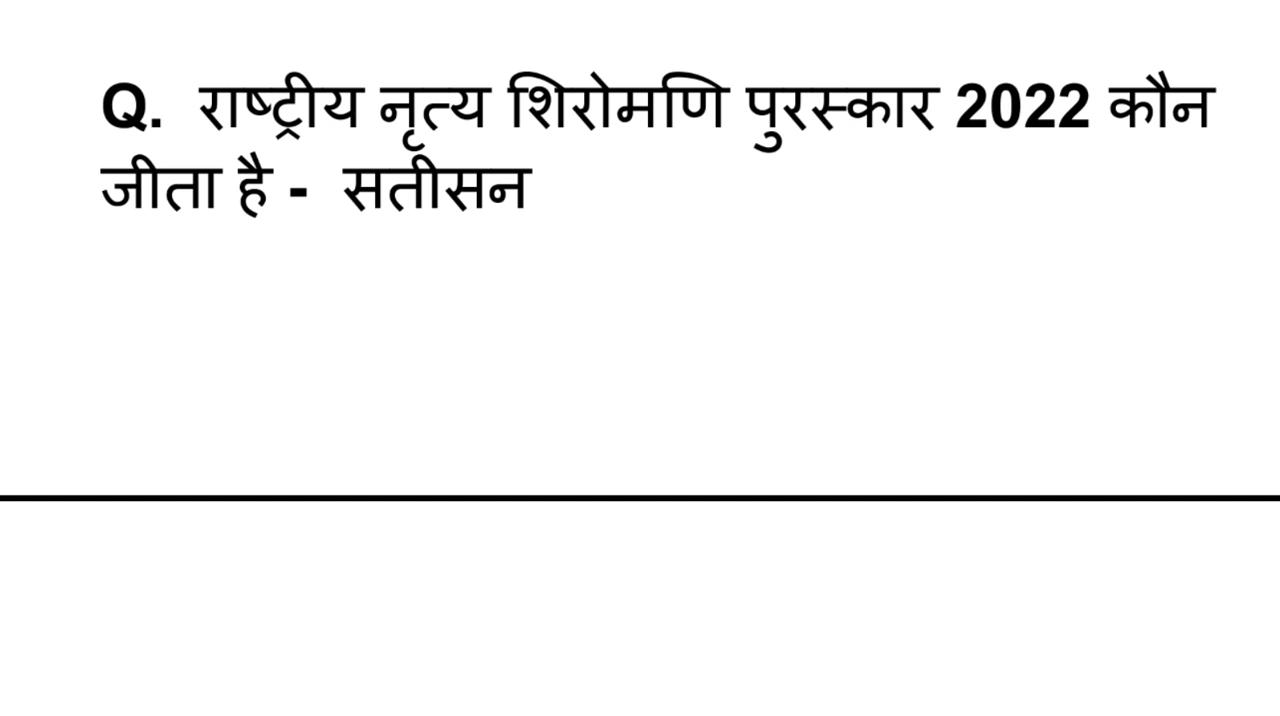 Q.  राष्ट्रीय नृत्य शिरोमणि पुरस्कार 2022 कौन
जीता है -  सतीसन